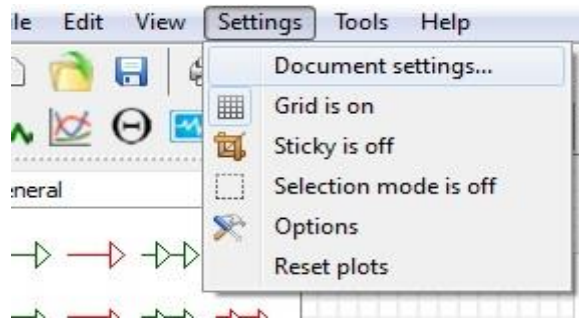 le Edit View Settings Tools Help
Document settings...
Grid is on
Sticky is off
neral
Selection mode is off
Options
Reset plots